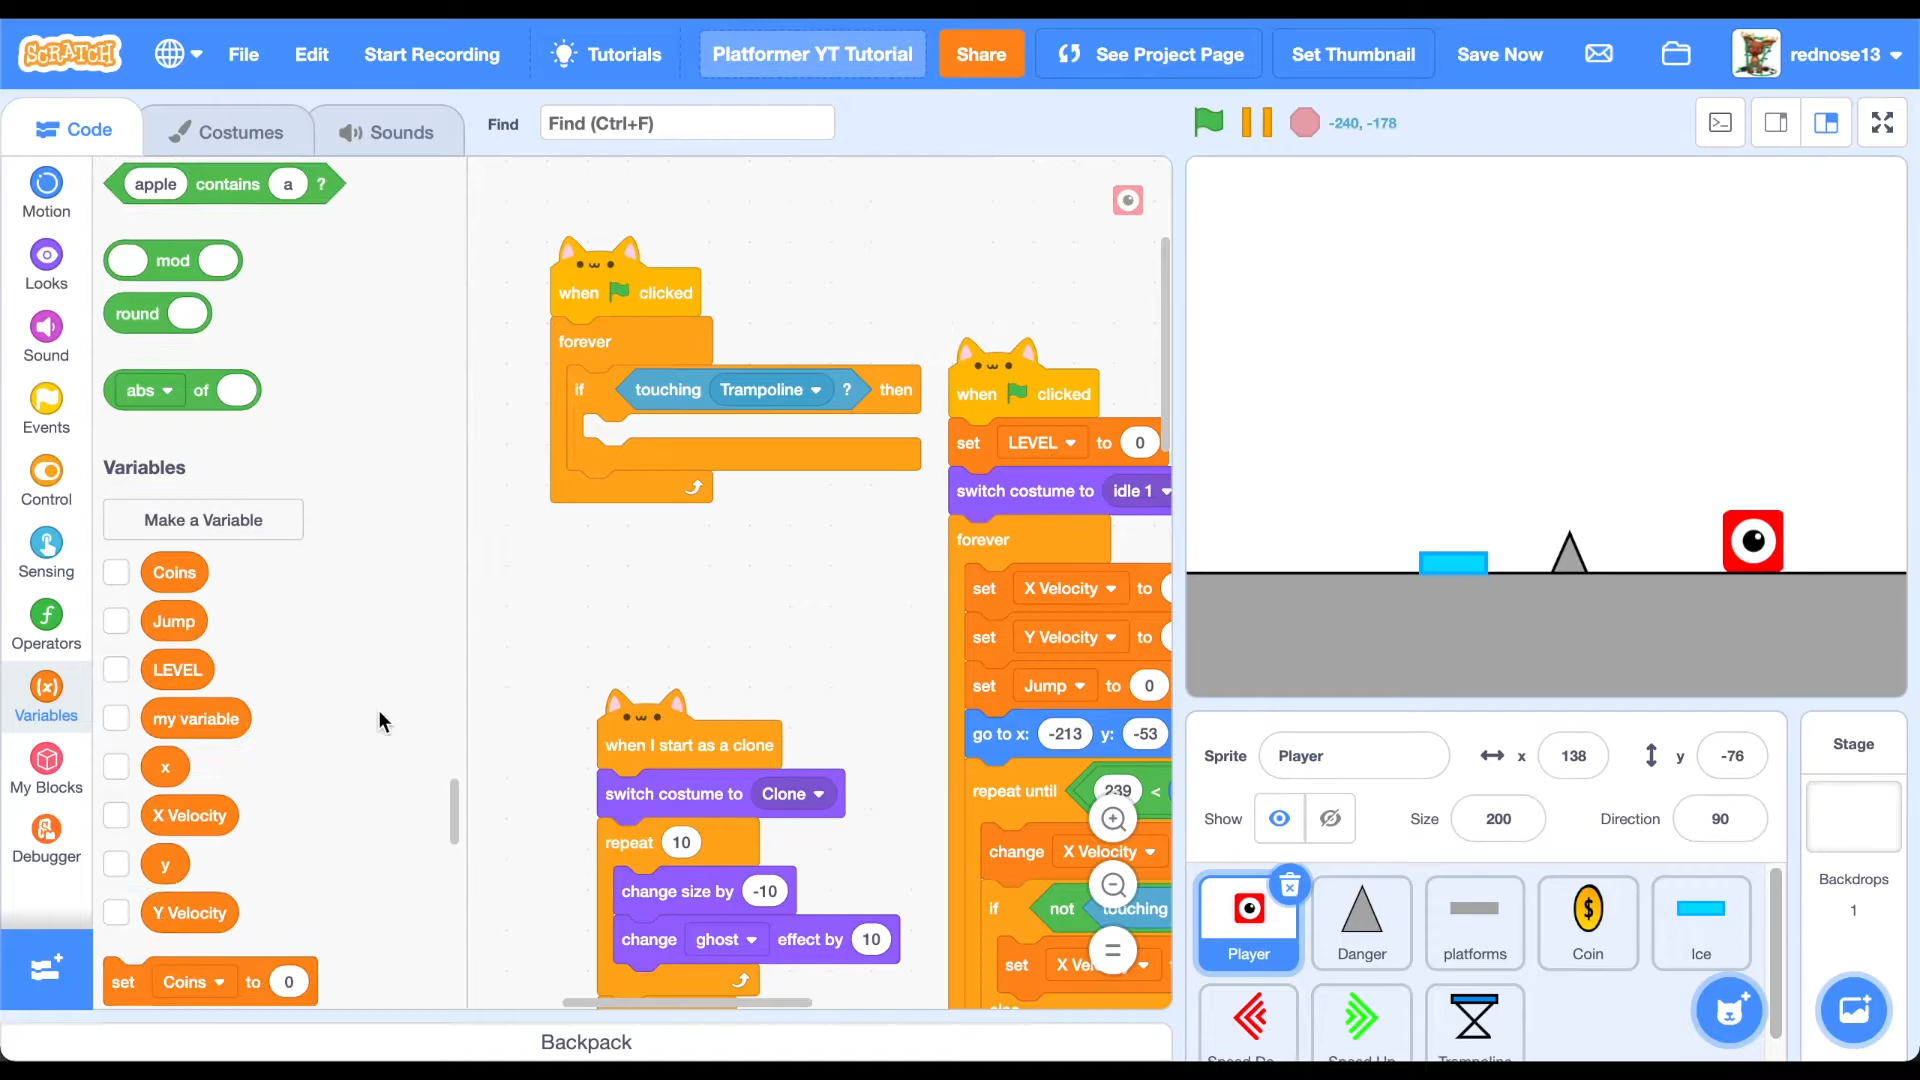 SCRATCH
File
Edit
Start Recording
Tutorials
Platformer YT Tutorial
Share
See Project Page
Set Thumbnail
Save Now
rednose13
Code
Costumes
Sounds
Find
Find (Ctrl+F)
-240, -178
Motion
Looks
Sound
Events
Control
Sensing
Operators
Variables
My Blocks
Debugger
apple contains a ?
mod
round
abs of
Variables
Make a Variable
Coins
Jump
LEVEL
my variable
x
X Velocity
y
Y Velocity
set Coins to 0
when clicked
forever
if touching Trampoline ? then
when I start as a clone
switch costume to Clone
repeat 10
change size by -10
change ghost effect by 10
when clicked
set LEVEL to 0
switch costume to idle 1
forever
set X Velocity to
set Y Velocity to
set Jump to 0
go to x: -213 y: -53
repeat until 239 <
change X Velocity
if not touching
set X Vel
Backpack
Sprite Player x 138 y -76
Show Size 200 Direction 90
Player
Danger
platforms
Coin
Ice
Speed
Speed Up
Trampoline
Stage
Backdrops
1